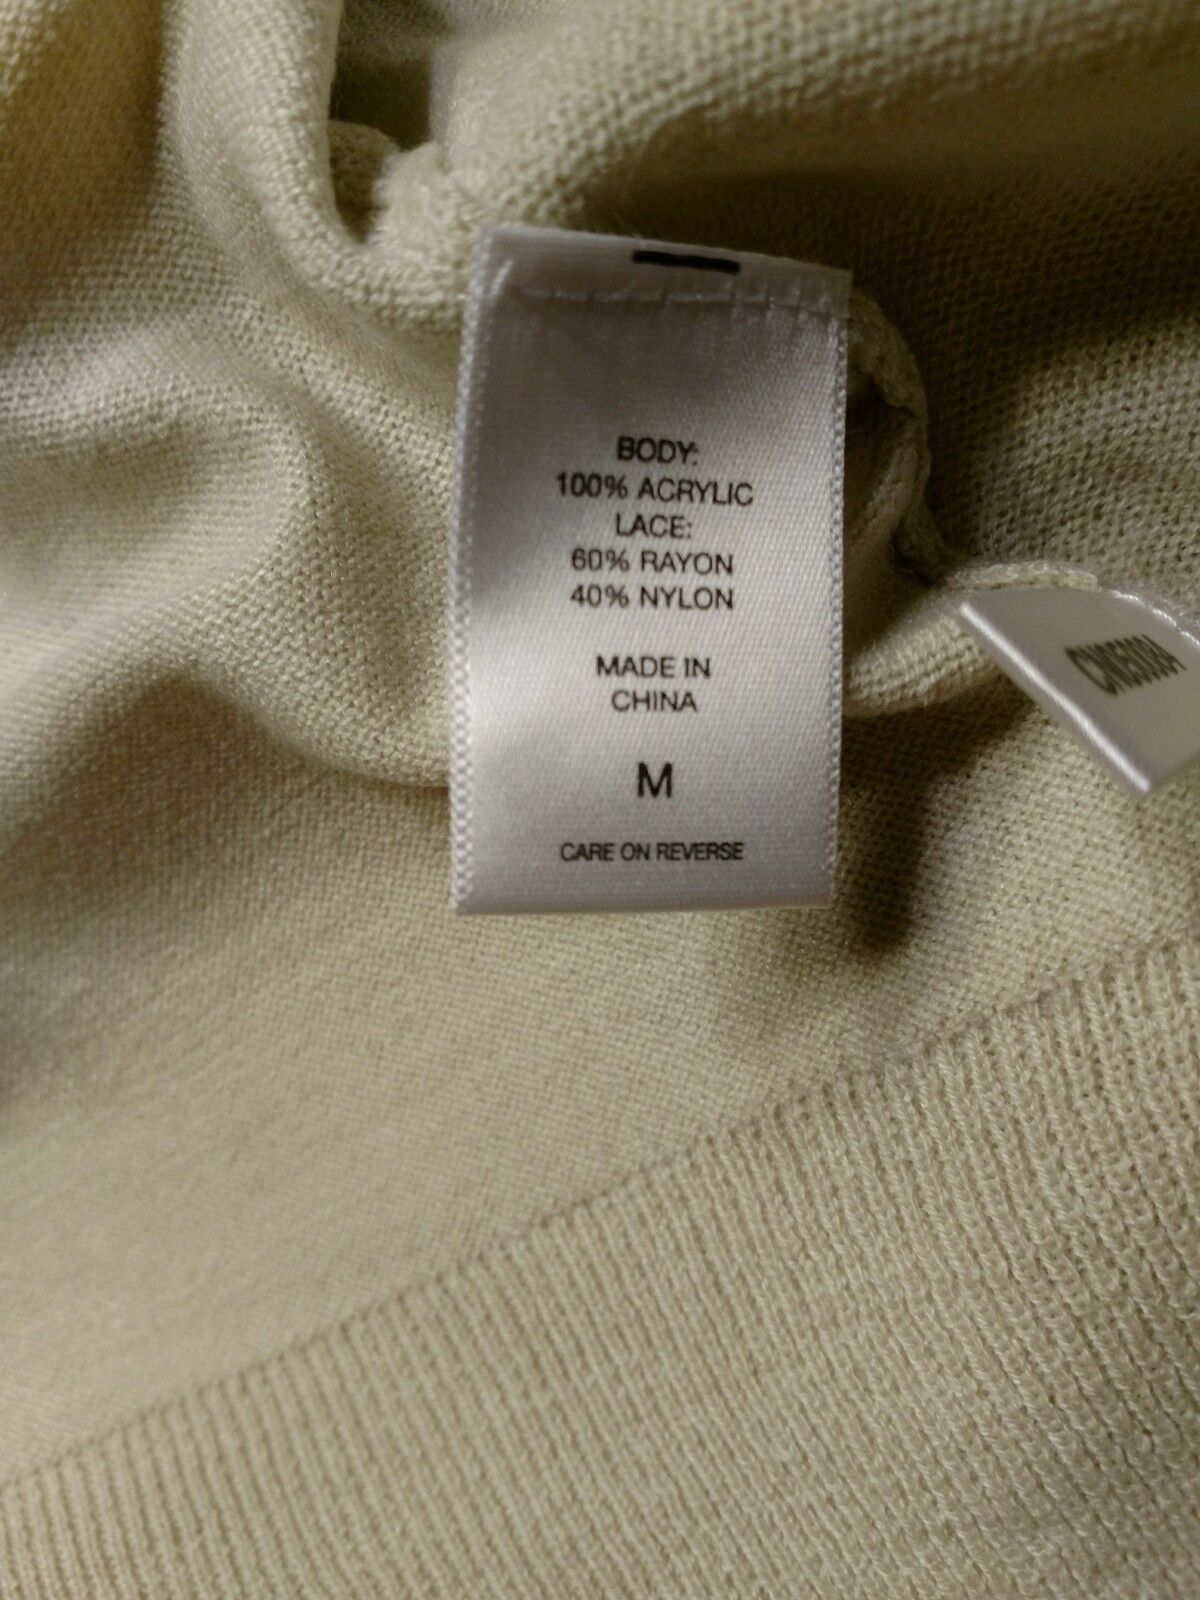 BODY:
100% ACRYLIC
LACE:
60% RAYON
40% NYLON
MADE IN
CHINA
M
CARE ON REVERSE